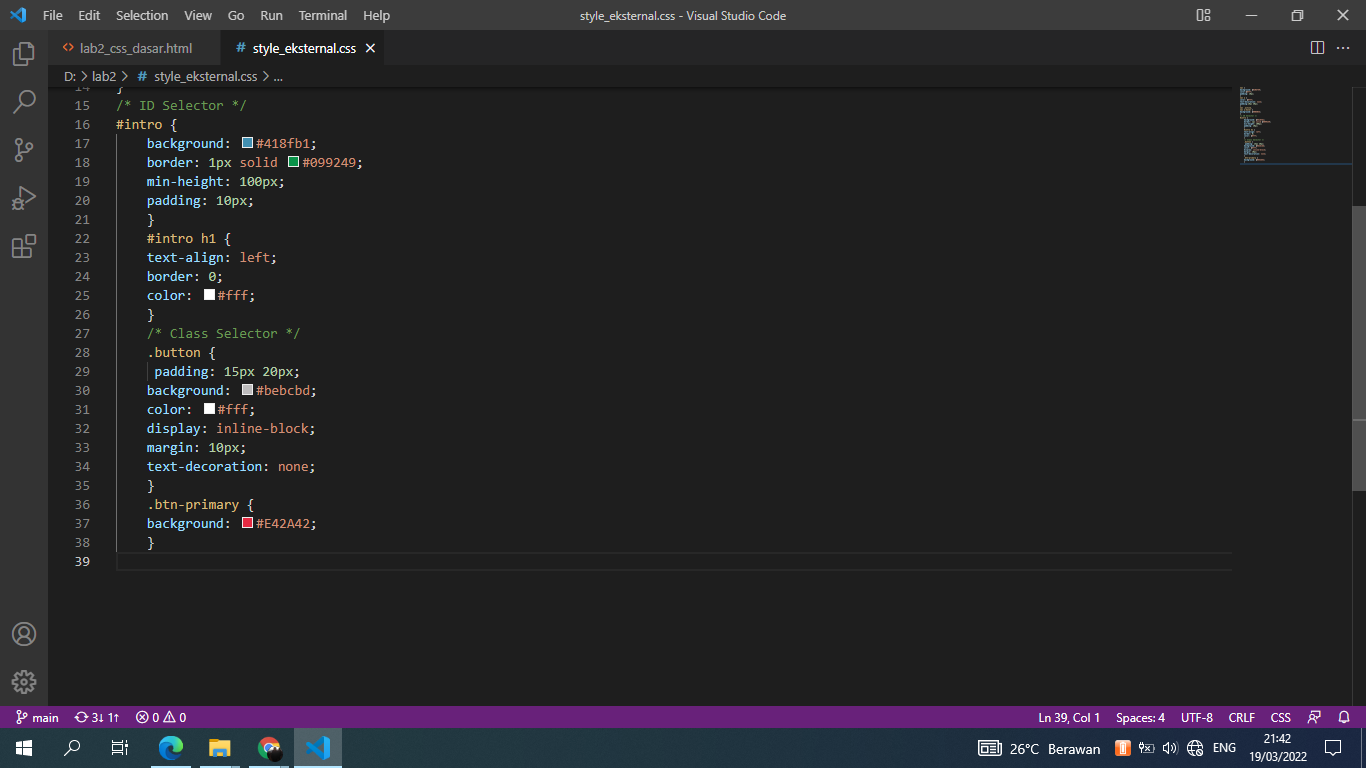 File Edit Selection View Go Run Terminal Help style_eksternal.css - Visual Studio Code
lab2_css_dasar.html # style_eksternal.css
D: > lab2 > # style_eksternal.css > ...
14 }
15 /* ID Selector */
16 #intro {
17 background: #418fb1;
18 border: 1px solid #099249;
19 min-height: 100px;
20 padding: 10px;
21 }
22 #intro h1 {
23 text-align: left;
24 border: 0;
25 color: #fff;
26 }
27 /* Class Selector */
28 .button {
29 padding: 15px 20px;
30 background: #bebcbd;
31 color: #fff;
32 display: inline-block;
33 margin: 10px;
34 text-decoration: none;
35 }
36 .btn-primary {
37 background: #E42A42;
38 }
39
main 3↓ 1↑ 0 0 Ln 39, Col 1 Spaces: 4 UTF-8 CRLF CSS
26°C Berawan ENG 21:42
19/03/2022